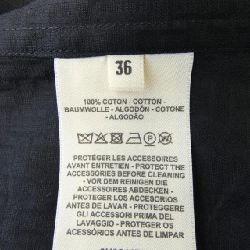 36
100% COTON - COTTON -
BAUMWOLLE - ALGODON - COTONE
- ALGODÃO -
PROTÉGER LES ACCESSOIRES
AVANT ENTRETIEN - PROTECT THE
ACCESSORIES BEFORE CLEANING
- VOR DEM REINIGEN DIE
ACCESSOIRES ABDECKEN -
PROTEGER LOS ACCESORIOS
ANTES DE LAVAR - PROTEGGERE
GLI ACCESSORI PRIMA DEL
LAVAGGIO - PROTEGER OS
ACESSÓRIOS ANTES DE LIMPAR